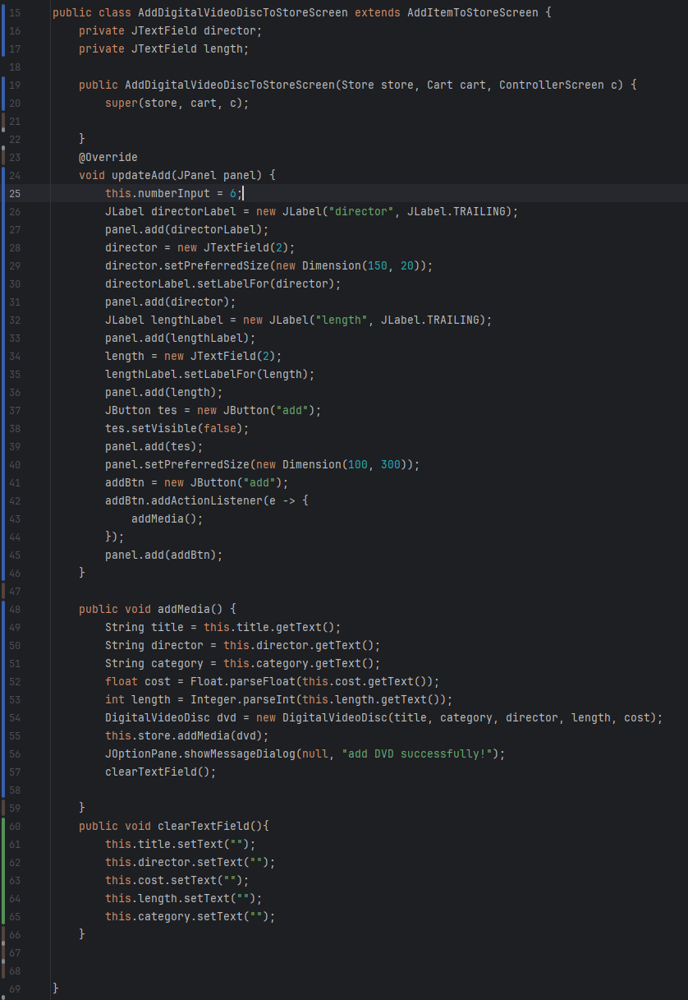 15 public class AddDigitalVideoDiscToStoreScreen extends AddItemToStoreScreen {
16     private JTextField director;
17     private JTextField length;
18
19     public AddDigitalVideoDiscToStoreScreen(Store store, Cart cart, ControllerScreen c) {
20         super(store, cart, c);
21
22     }
23     @Override
24     void updateAdd(JPanel panel) {
25         this.numberInput = 6;
26         JLabel directorLabel = new JLabel("director", JLabel.TRAILING);
27         panel.add(directorLabel);
28         director = new JTextField(2);
29         director.setPreferredSize(new Dimension(150, 20));
30         directorLabel.setLabelFor(director);
31         panel.add(director);
32         JLabel lengthLabel = new JLabel("length", JLabel.TRAILING);
33         panel.add(lengthLabel);
34         length = new JTextField(2);
35         lengthLabel.setLabelFor(length);
36         panel.add(length);
37         JButton tes = new JButton("add");
38         tes.setVisible(false);
39         panel.add(tes);
40         panel.setPreferredSize(new Dimension(100, 300));
41         addBtn = new JButton("add");
42         addBtn.addActionListener(e -> {
43             addMedia();
44         });
45         panel.add(addBtn);
46     }
47
48     public void addMedia() {
49         String title = this.title.getText();
50         String director = this.director.getText();
51         String category = this.category.getText();
52         float cost = Float.parseFloat(this.cost.getText());
53         int length = Integer.parseInt(this.length.getText());
54         DigitalVideoDisc dvd = new DigitalVideoDisc(title, category, director, length, cost);
55         this.store.addMedia(dvd);
56         JOptionPane.showMessageDialog(null, "add DVD successfully!");
57         clearTextField();
58
59     }
60     public void clearTextField(){
61         this.title.setText("");
62         this.director.setText("");
63         this.cost.setText("");
64         this.length.setText("");
65         this.category.setText("");
66     }
67
68
69 }